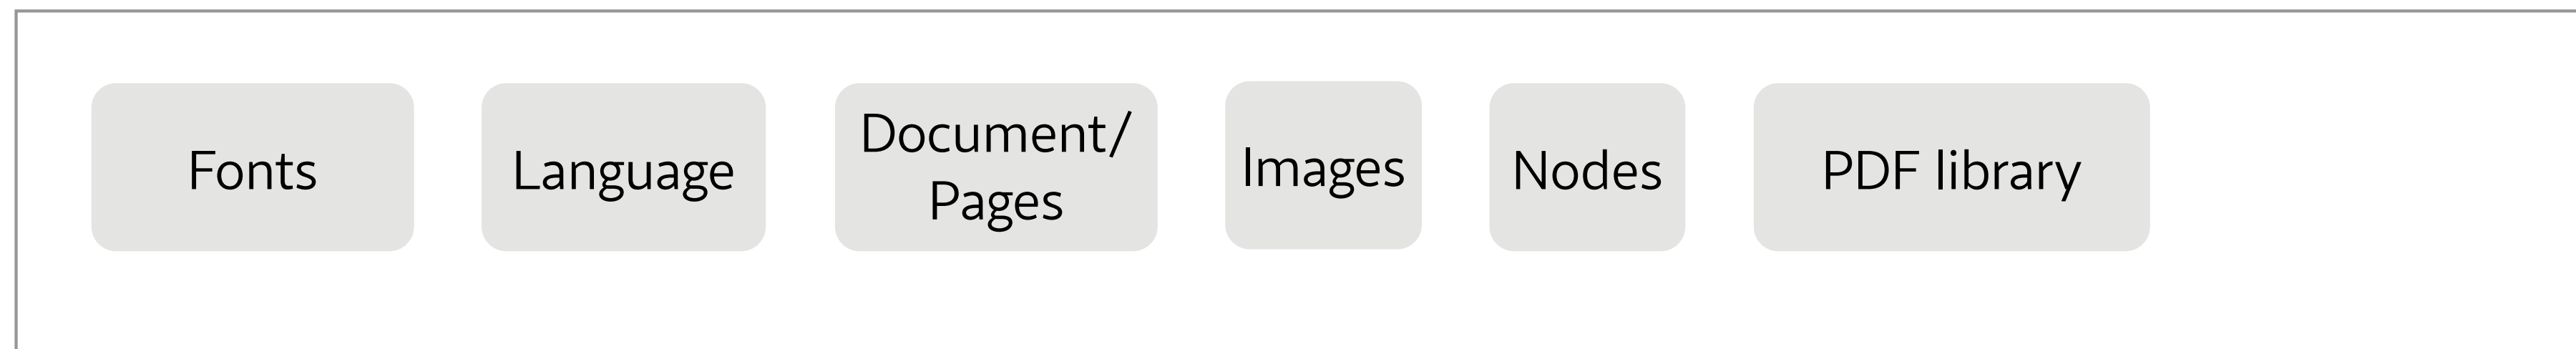 Fonts
Language
Document/
Pages
Images
Nodes
PDF library